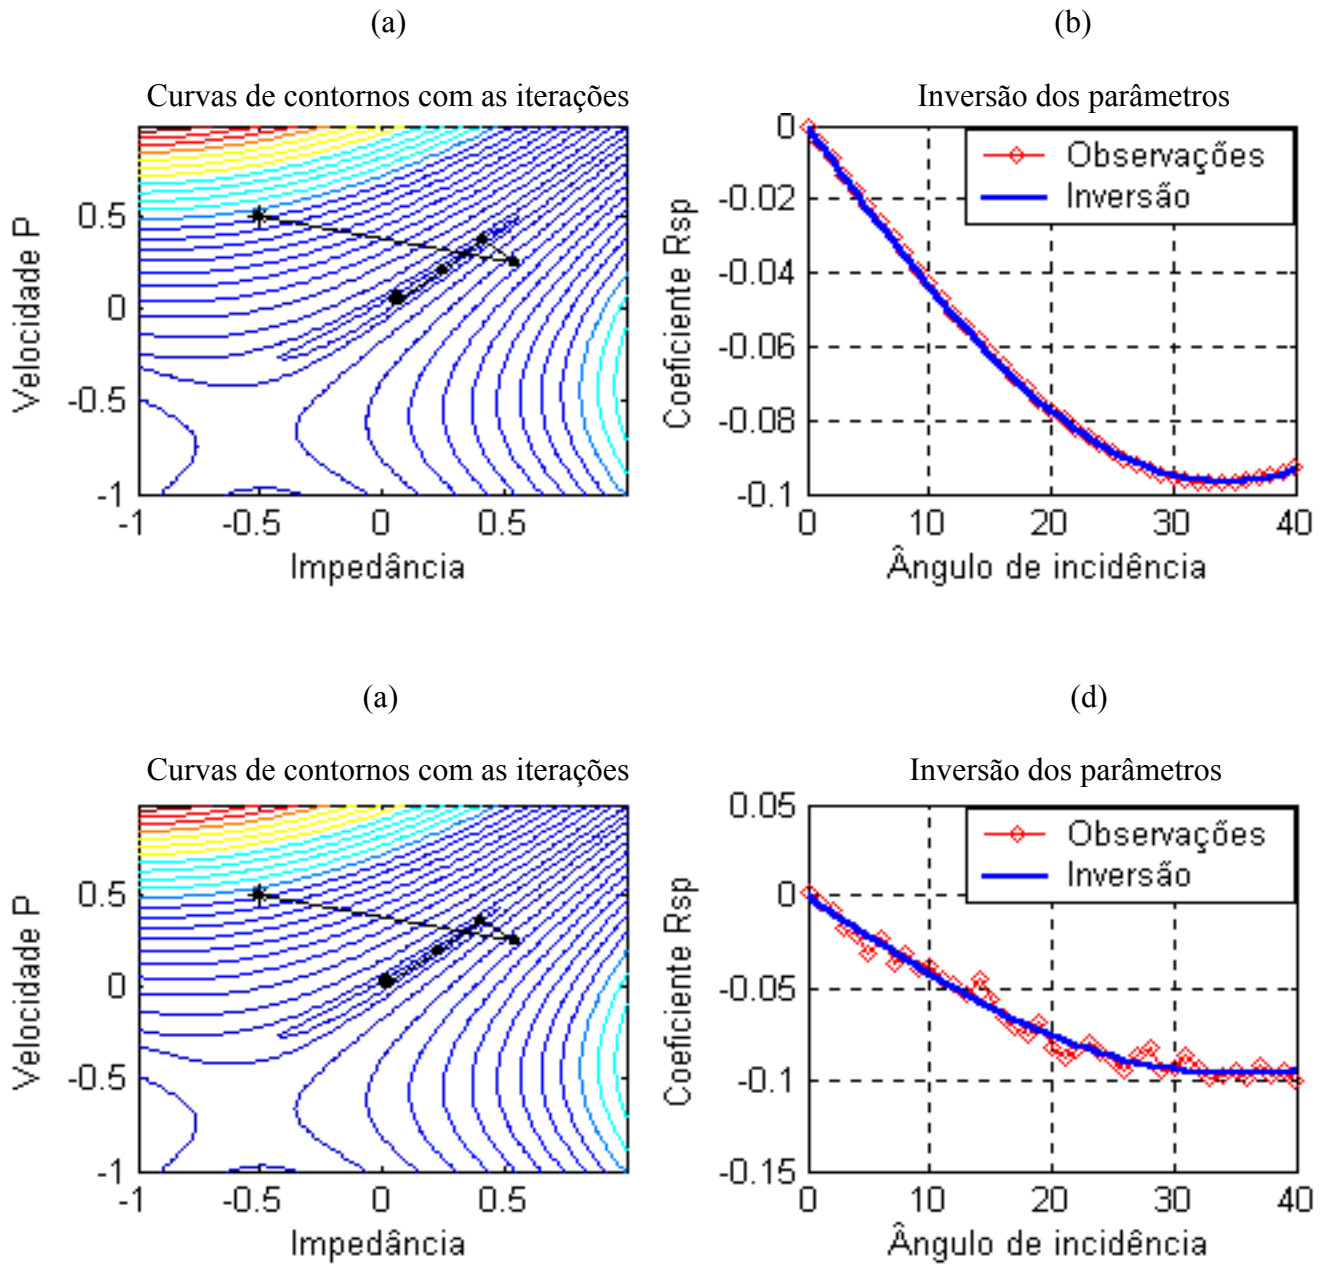 (a)
Curvas de contornos com as iterações
Velocidade P
0.5
0
-0.5
-1
-1
-0.5
0
0.5
Impedância
(b)
Inversão dos parâmetros
Coeficiente Rsp
0
-0.02
-0.04
-0.06
-0.08
-0.1
Observações
Inversão
0
10
20
30
40
Ângulo de incidência
(a)
Curvas de contornos com as iterações
Velocidade P
0.5
0
-0.5
-1
-1
-0.5
0
0.5
Impedância
(d)
Inversão dos parâmetros
Coeficiente Rsp
0.05
0
-0.05
-0.1
-0.15
Observações
Inversão
0
10
20
30
40
Ângulo de incidência